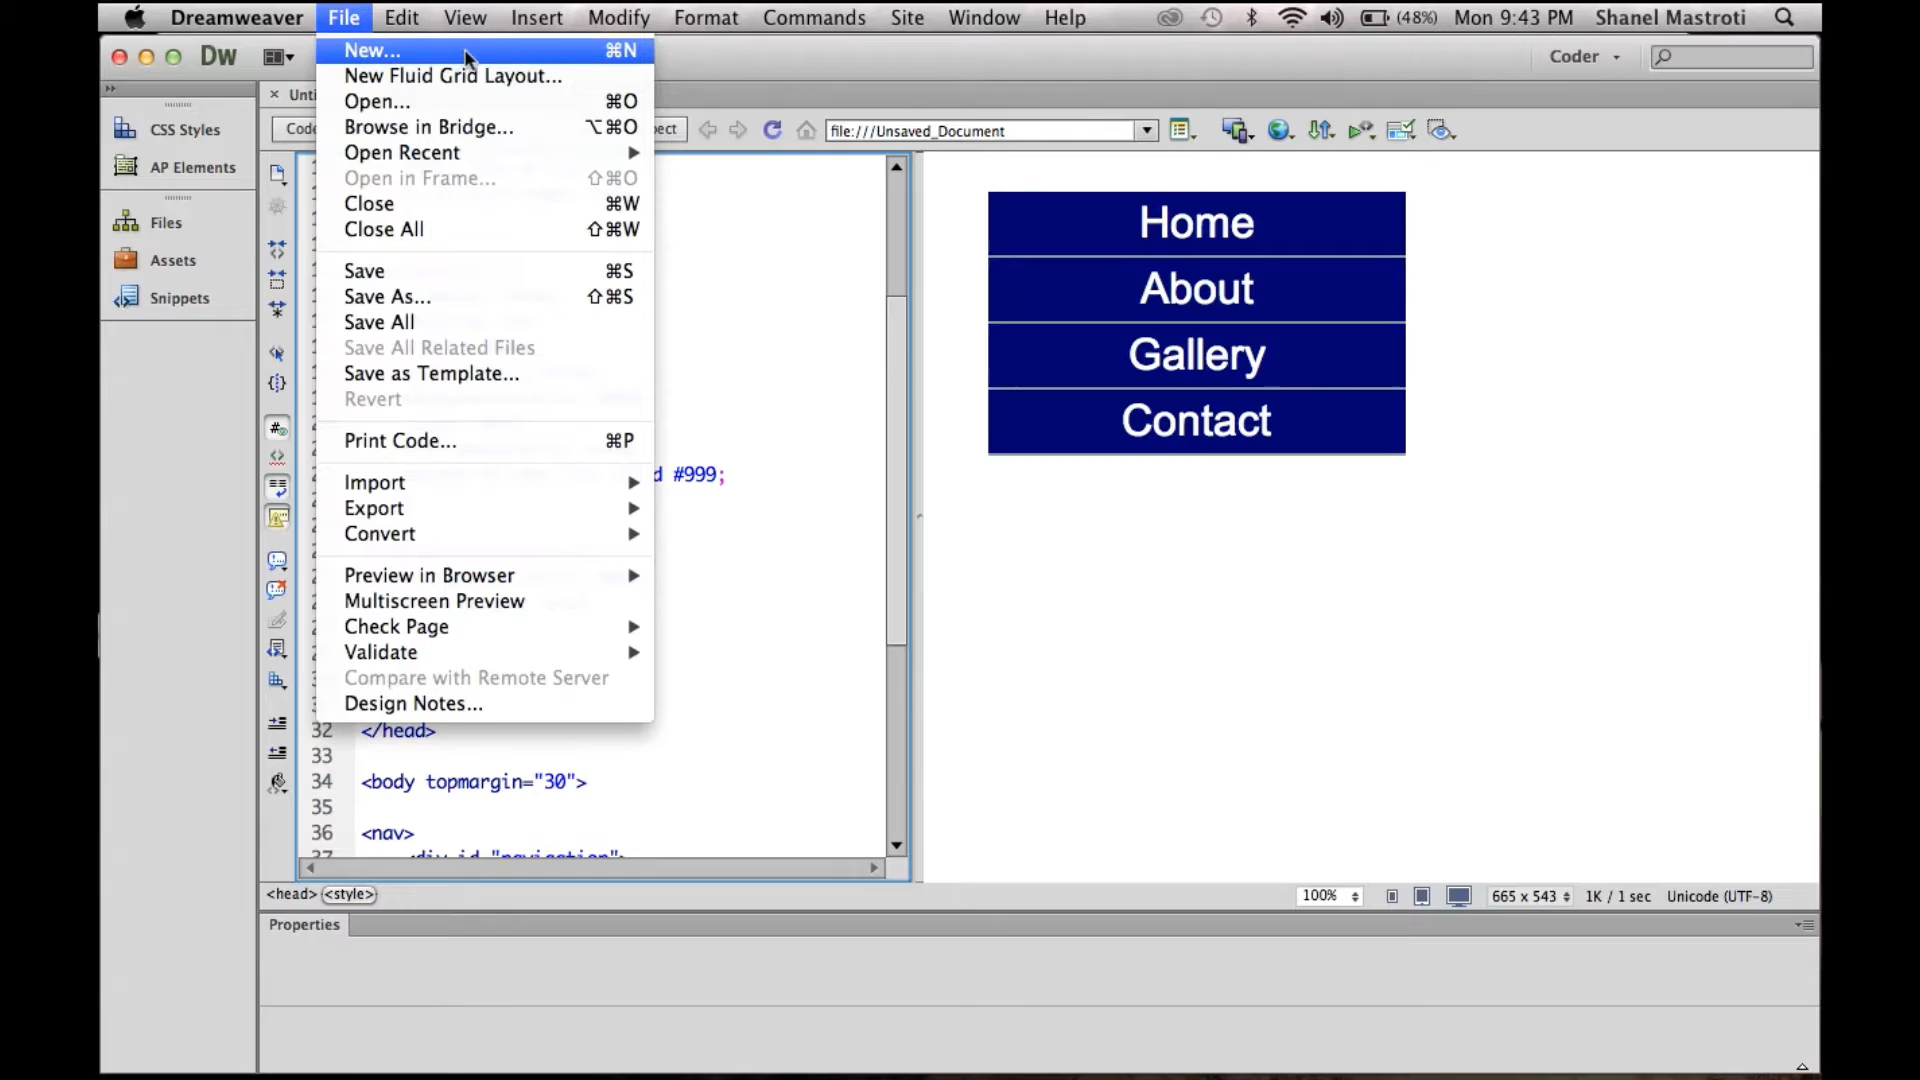 Dreamweaver File Edit View Insert Modify Format Commands Site Window Help (48%) Mon 9:43 PM Shanel Mastroti
DW Coder
New... ⌘N
New Fluid Grid Layout...
Open... ⌘O
Browse in Bridge... ⌥⌘O
Open Recent
Open in Frame... ⇧⌘O
Close ⌘W
Close All ⇧⌘W
Save ⌘S
Save As... ⇧⌘S
Save All
Save All Related Files
Save as Template...
Revert
Print Code... ⌘P
Import
Export
Convert
Preview in Browser
Multiscreen Preview
Check Page
Validate
Compare with Remote Server
Design Notes...
CSS Styles
AP Elements
Files
Assets
Snippets
file:///Unsaved_Document
#999;
32 </head>
33
34 <body topmargin="30">
35
36 <nav>
Home
About
Gallery
Contact
<head> <style>
100% 665 x 543 1K / 1 sec Unicode (UTF-8)
Properties